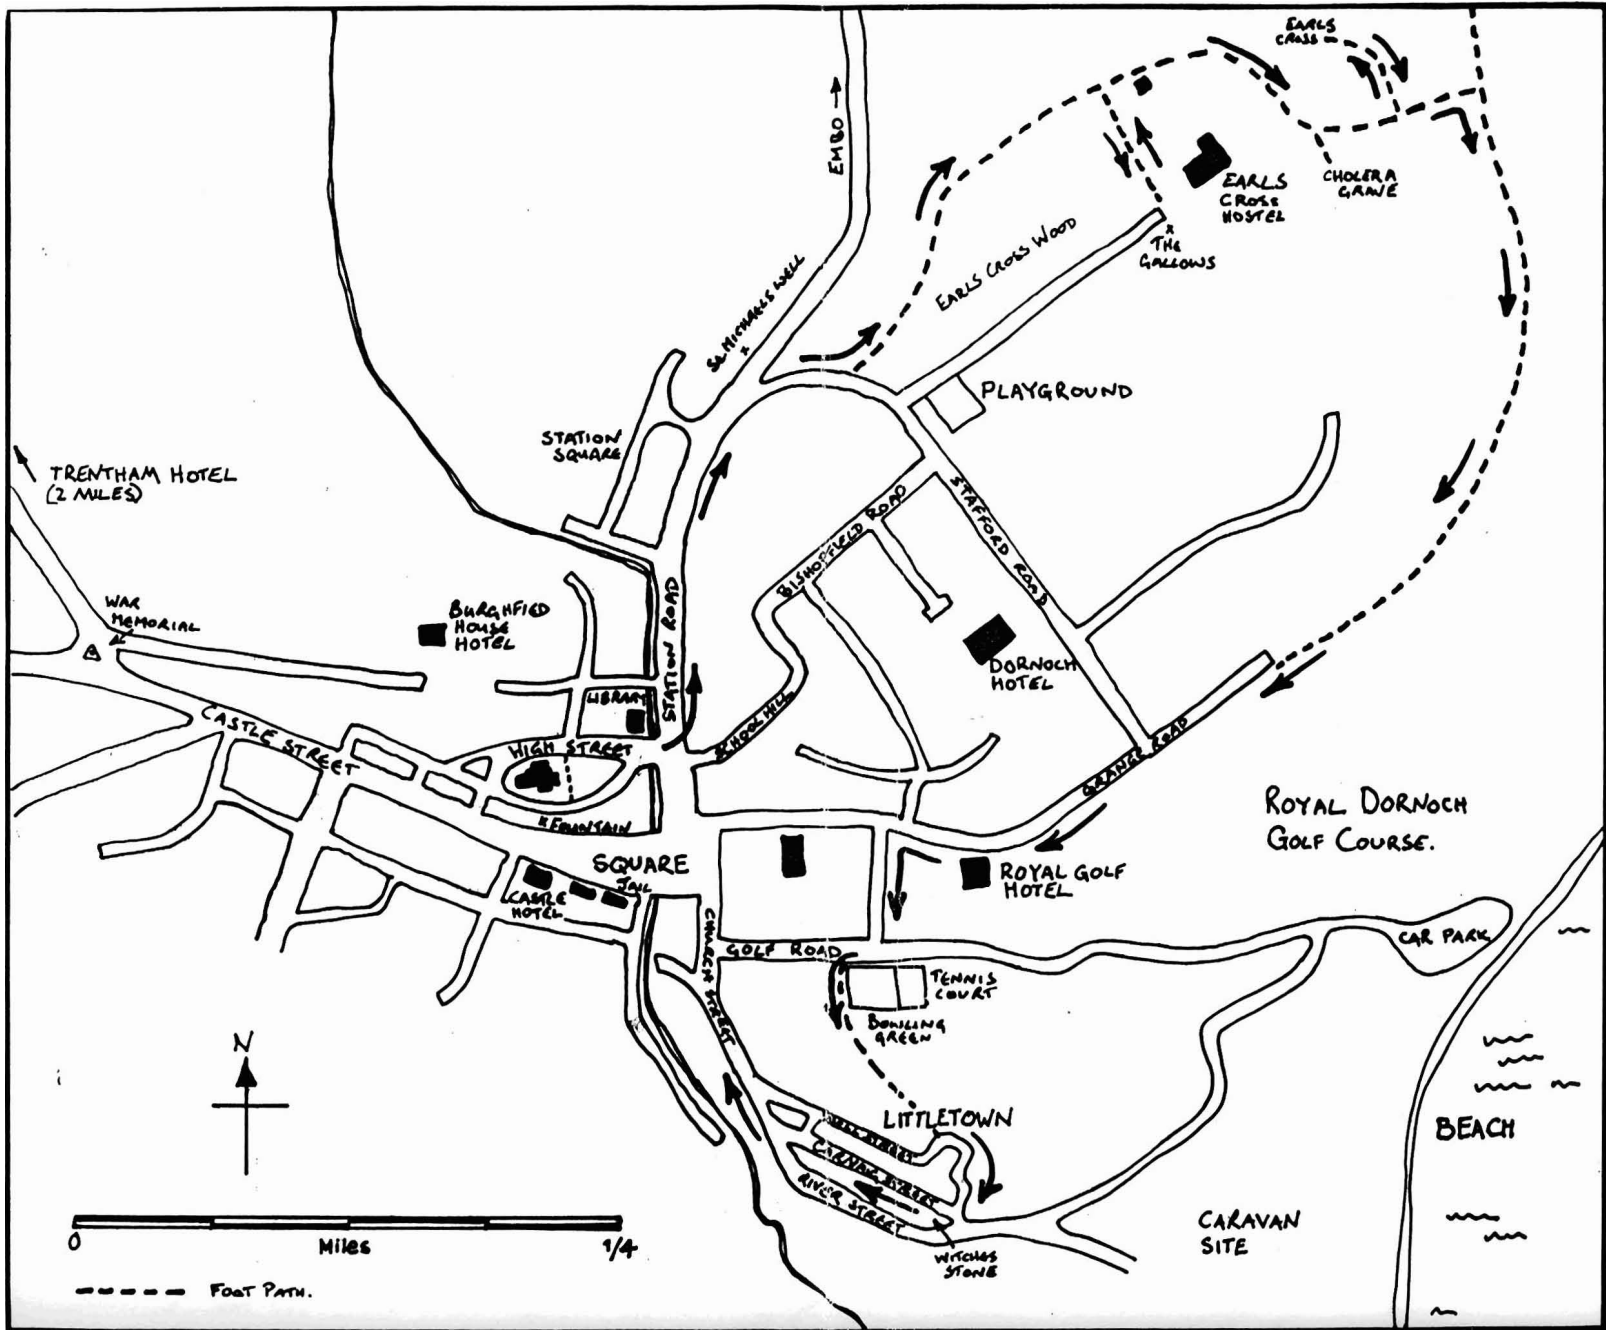 EARLS
CROSS
EMBO
EARLS
CROSS
HOSTEL
CHOLERA
GRAVE
THE
GALLOWS
EARLS CROSS WOOD
St. MICHAELS WELL
x
PLAYGROUND
STATION
SQUARE
TRENTHAM HOTEL
(2 MILES)
BISHOPFIELD ROAD
STAFFORD ROAD
WAR
MEMORIAL
BURGHFIELD
HOUSE
HOTEL
STATION ROAD
DORNOCH
HOTEL
LIBRARY
SCHOOL HILL
CASTLE STREET
HIGH STREET
GRANGE ROAD
FOUNTAIN
ROYAL DORNOCH
GOLF COURSE.
SQUARE
JAIL
CASTLE
HOTEL
ROYAL GOLF
HOTEL
CHURCH STREET
GOLF ROAD
CAR PARK
TENNIS
COURT
BOWLING
GREEN
N
LITTLETOWN
BEACH
CARNAIG STREET
RIVER STREET
CARAVAN
SITE
WITCHES
STONE
0
Miles
1/4
FOOT PATH.